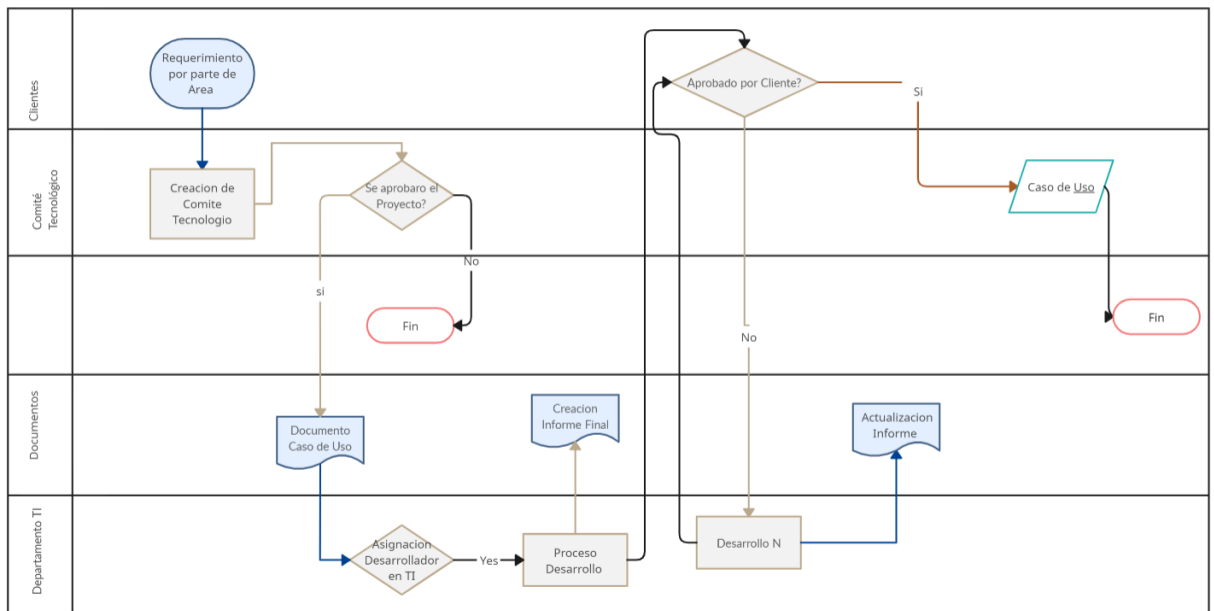 Clientes
Requerimiento
por parte de
Area
Aprobado por Cliente?
Si
Comité
Tecnológico
Creacion de
Comite
Tecnologio
Se aprobaro el
Proyecto?
No
Caso de Uso
si
Fin
No
Fin
Documentos
Documento
Caso de Uso
Creacion
Informe Final
Actualizacion
Informe
Departamento TI
Asignacion
Desarrollador
en TI
Yes
Proceso
Desarrollo
Desarrollo N